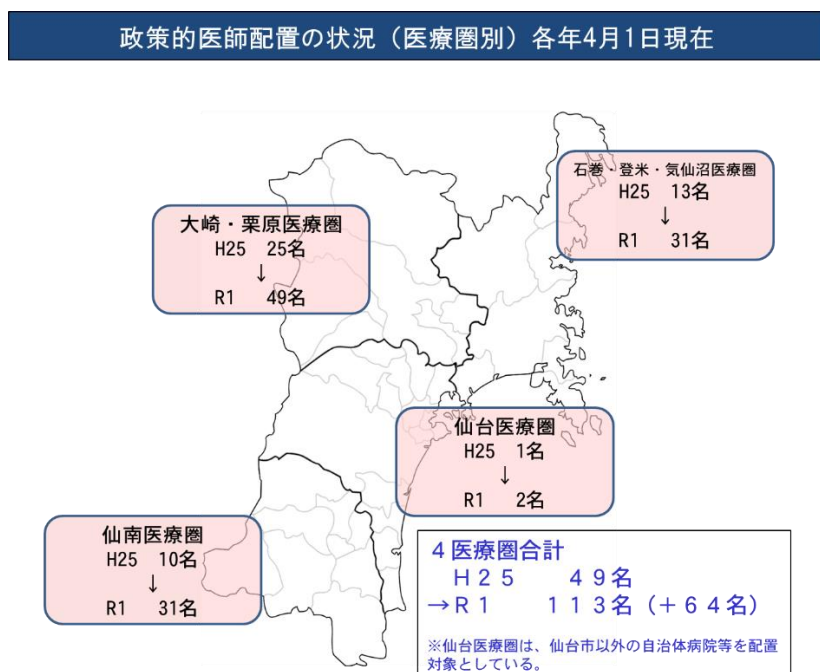 政策的医師配置の状況（医療圏別）各年4月1日現在
石巻・登米・気仙沼医療圏
H25 13名
↓
R1 31名
大崎・栗原医療圏
H25 25名
↓
R1 49名
仙台医療圏
H25 1名
↓
R1 2名
仙南医療圏
H25 10名
↓
R1 31名
４医療圏合計
Ｈ２５ ４９名
→Ｒ１ １１３名（＋６４名）
※仙台医療圏は、仙台市以外の自治体病院等を配置
対象としている。